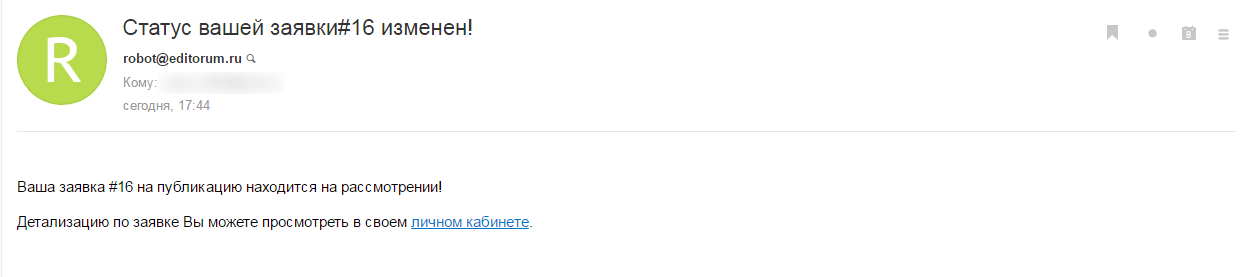 R
Статус вашей заявки#16 изменен!
robot@editorum.ru
Кому:
сегодня, 17:44
8
Ваша заявка #16 на публикацию находится на рассмотрении!
Детализацию по заявке Вы можете просмотреть в своем личном кабинете.